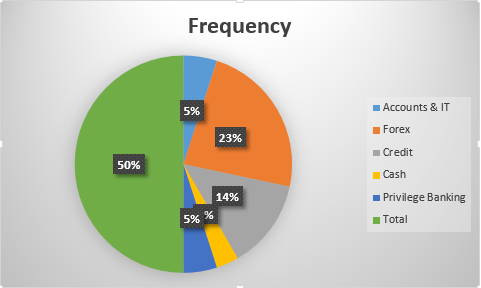 Frequency
5%
23%
14%
%
5%
50%
Accounts & IT
Forex
Credit
Cash
Privilege Banking
Total